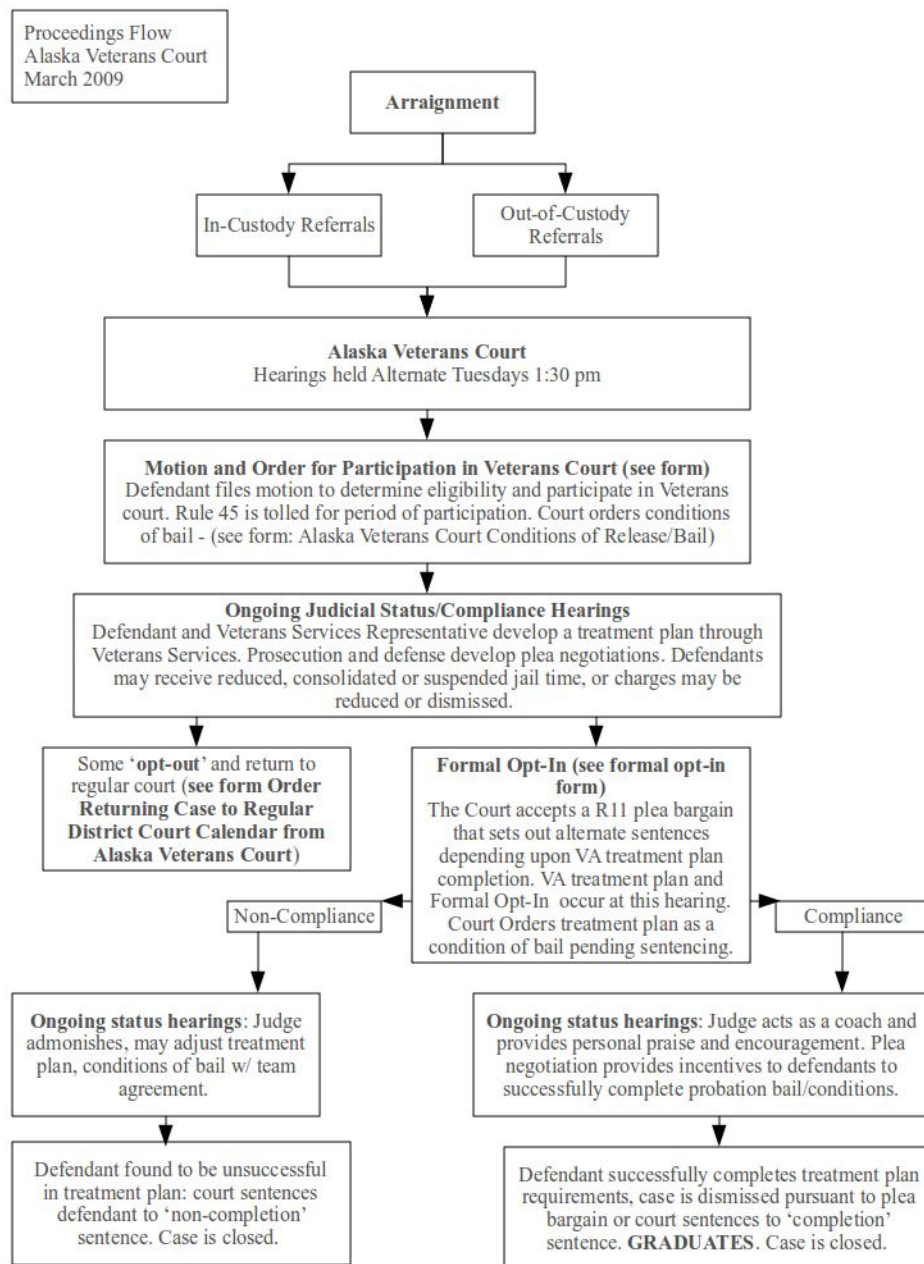 Proceedings Flow
Alaska Veterans Court
March 2009
Arraignment
In-Custody Referrals
Out-of-Custody
Referrals
Alaska Veterans Court
Hearings held Alternate Tuesdays 1:30 pm
Motion and Order for Participation in Veterans Court (see form)
Defendant files motion to determine eligibility and participate in Veterans
court. Rule 45 is tolled for period of participation. Court orders conditions
of bail - (see form: Alaska Veterans Court Conditions of Release/Bail)
Ongoing Judicial Status/Compliance Hearings
Defendant and Veterans Services Representative develop a treatment plan through
Veterans Services. Prosecution and defense develop plea negotiations. Defendants
may receive reduced, consolidated or suspended jail time, or charges may be
reduced or dismissed.
Some ‘opt-out’ and return to
regular court (see form Order
Returning Case to Regular
District Court Calendar from
Alaska Veterans Court)
Formal Opt-In (see formal opt-in
form)
The Court accepts a R11 plea bargain
that sets out alternate sentences
depending upon VA treatment plan
completion. VA treatment plan and
Formal Opt-In occur at this hearing.
Court Orders treatment plan as a
condition of bail pending sentencing.
Non-Compliance
Compliance
Ongoing status hearings: Judge
admonishes, may adjust treatment
plan, conditions of bail w/ team
agreement.
Ongoing status hearings: Judge acts as a coach and
provides personal praise and encouragement. Plea
negotiation provides incentives to defendants to
successfully complete probation bail/conditions.
Defendant found to be unsuccessful
in treatment plan: court sentences
defendant to ‘non-completion’
sentence. Case is closed.
Defendant successfully completes treatment plan
requirements, case is dismissed pursuant to plea
bargain or court sentences to ‘completion’
sentence. GRADUATES. Case is closed.